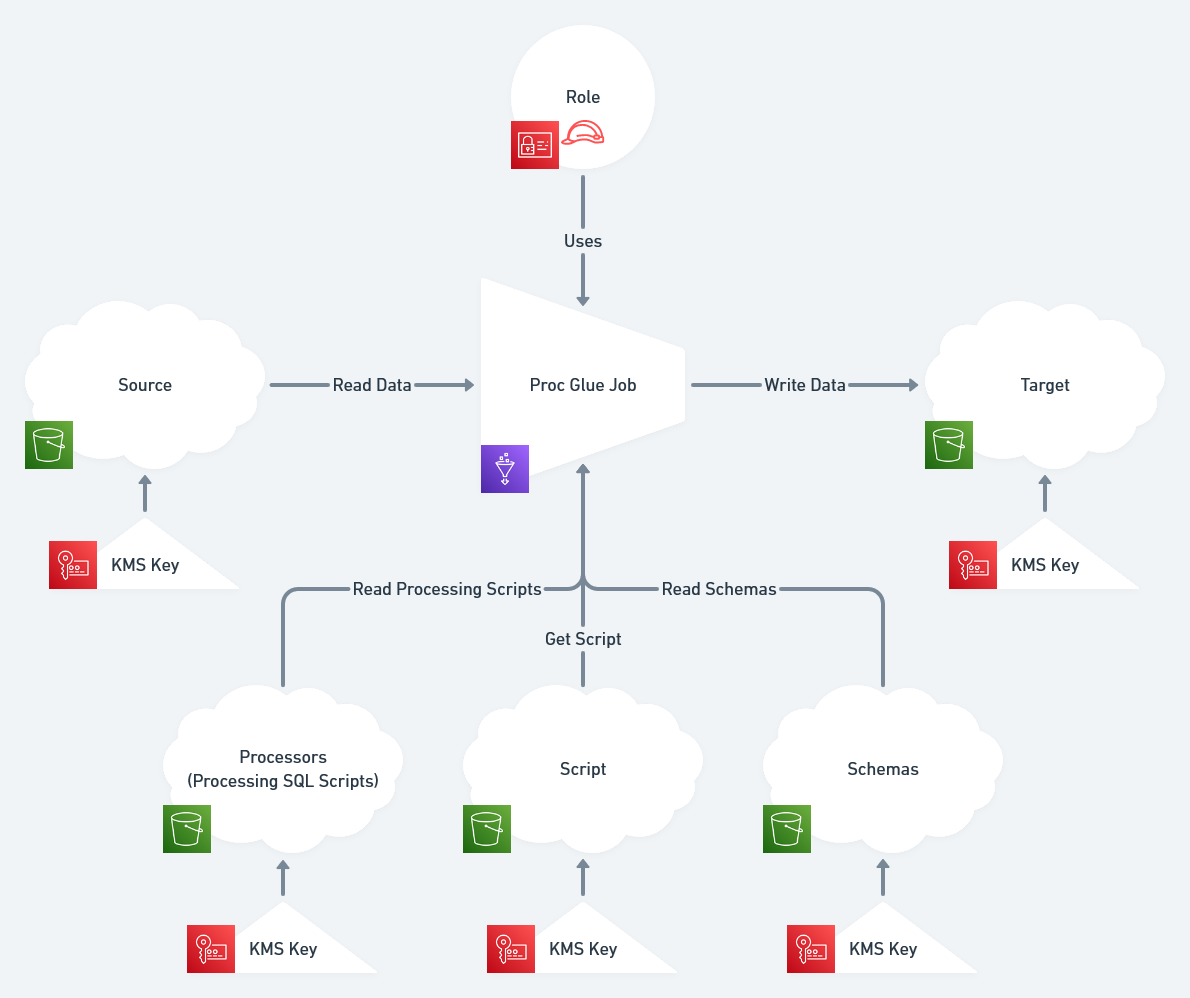 Role
Uses
Source
Read Data
Proc Glue Job
Write Data
Target
KMS Key
KMS Key
Read Processing Scripts
Read Schemas
Get Script
Processors
(Processing SQL Scripts)
Script
Schemas
KMS Key
KMS Key
KMS Key